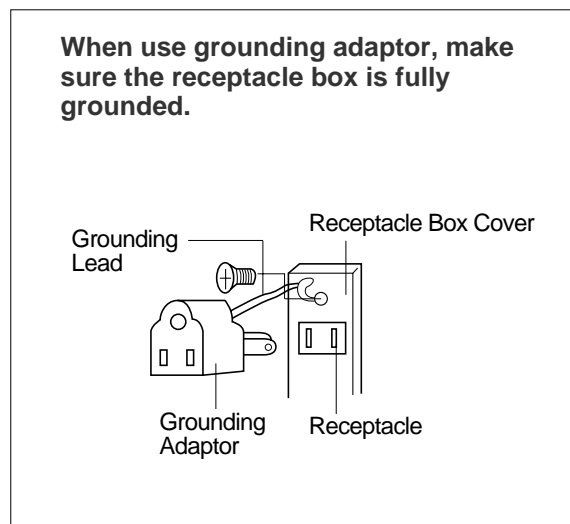 When use grounding adaptor, make
sure the receptacle box is fully
grounded.
Receptacle Box Cover
Grounding
Lead
Grounding
Adaptor
Receptacle